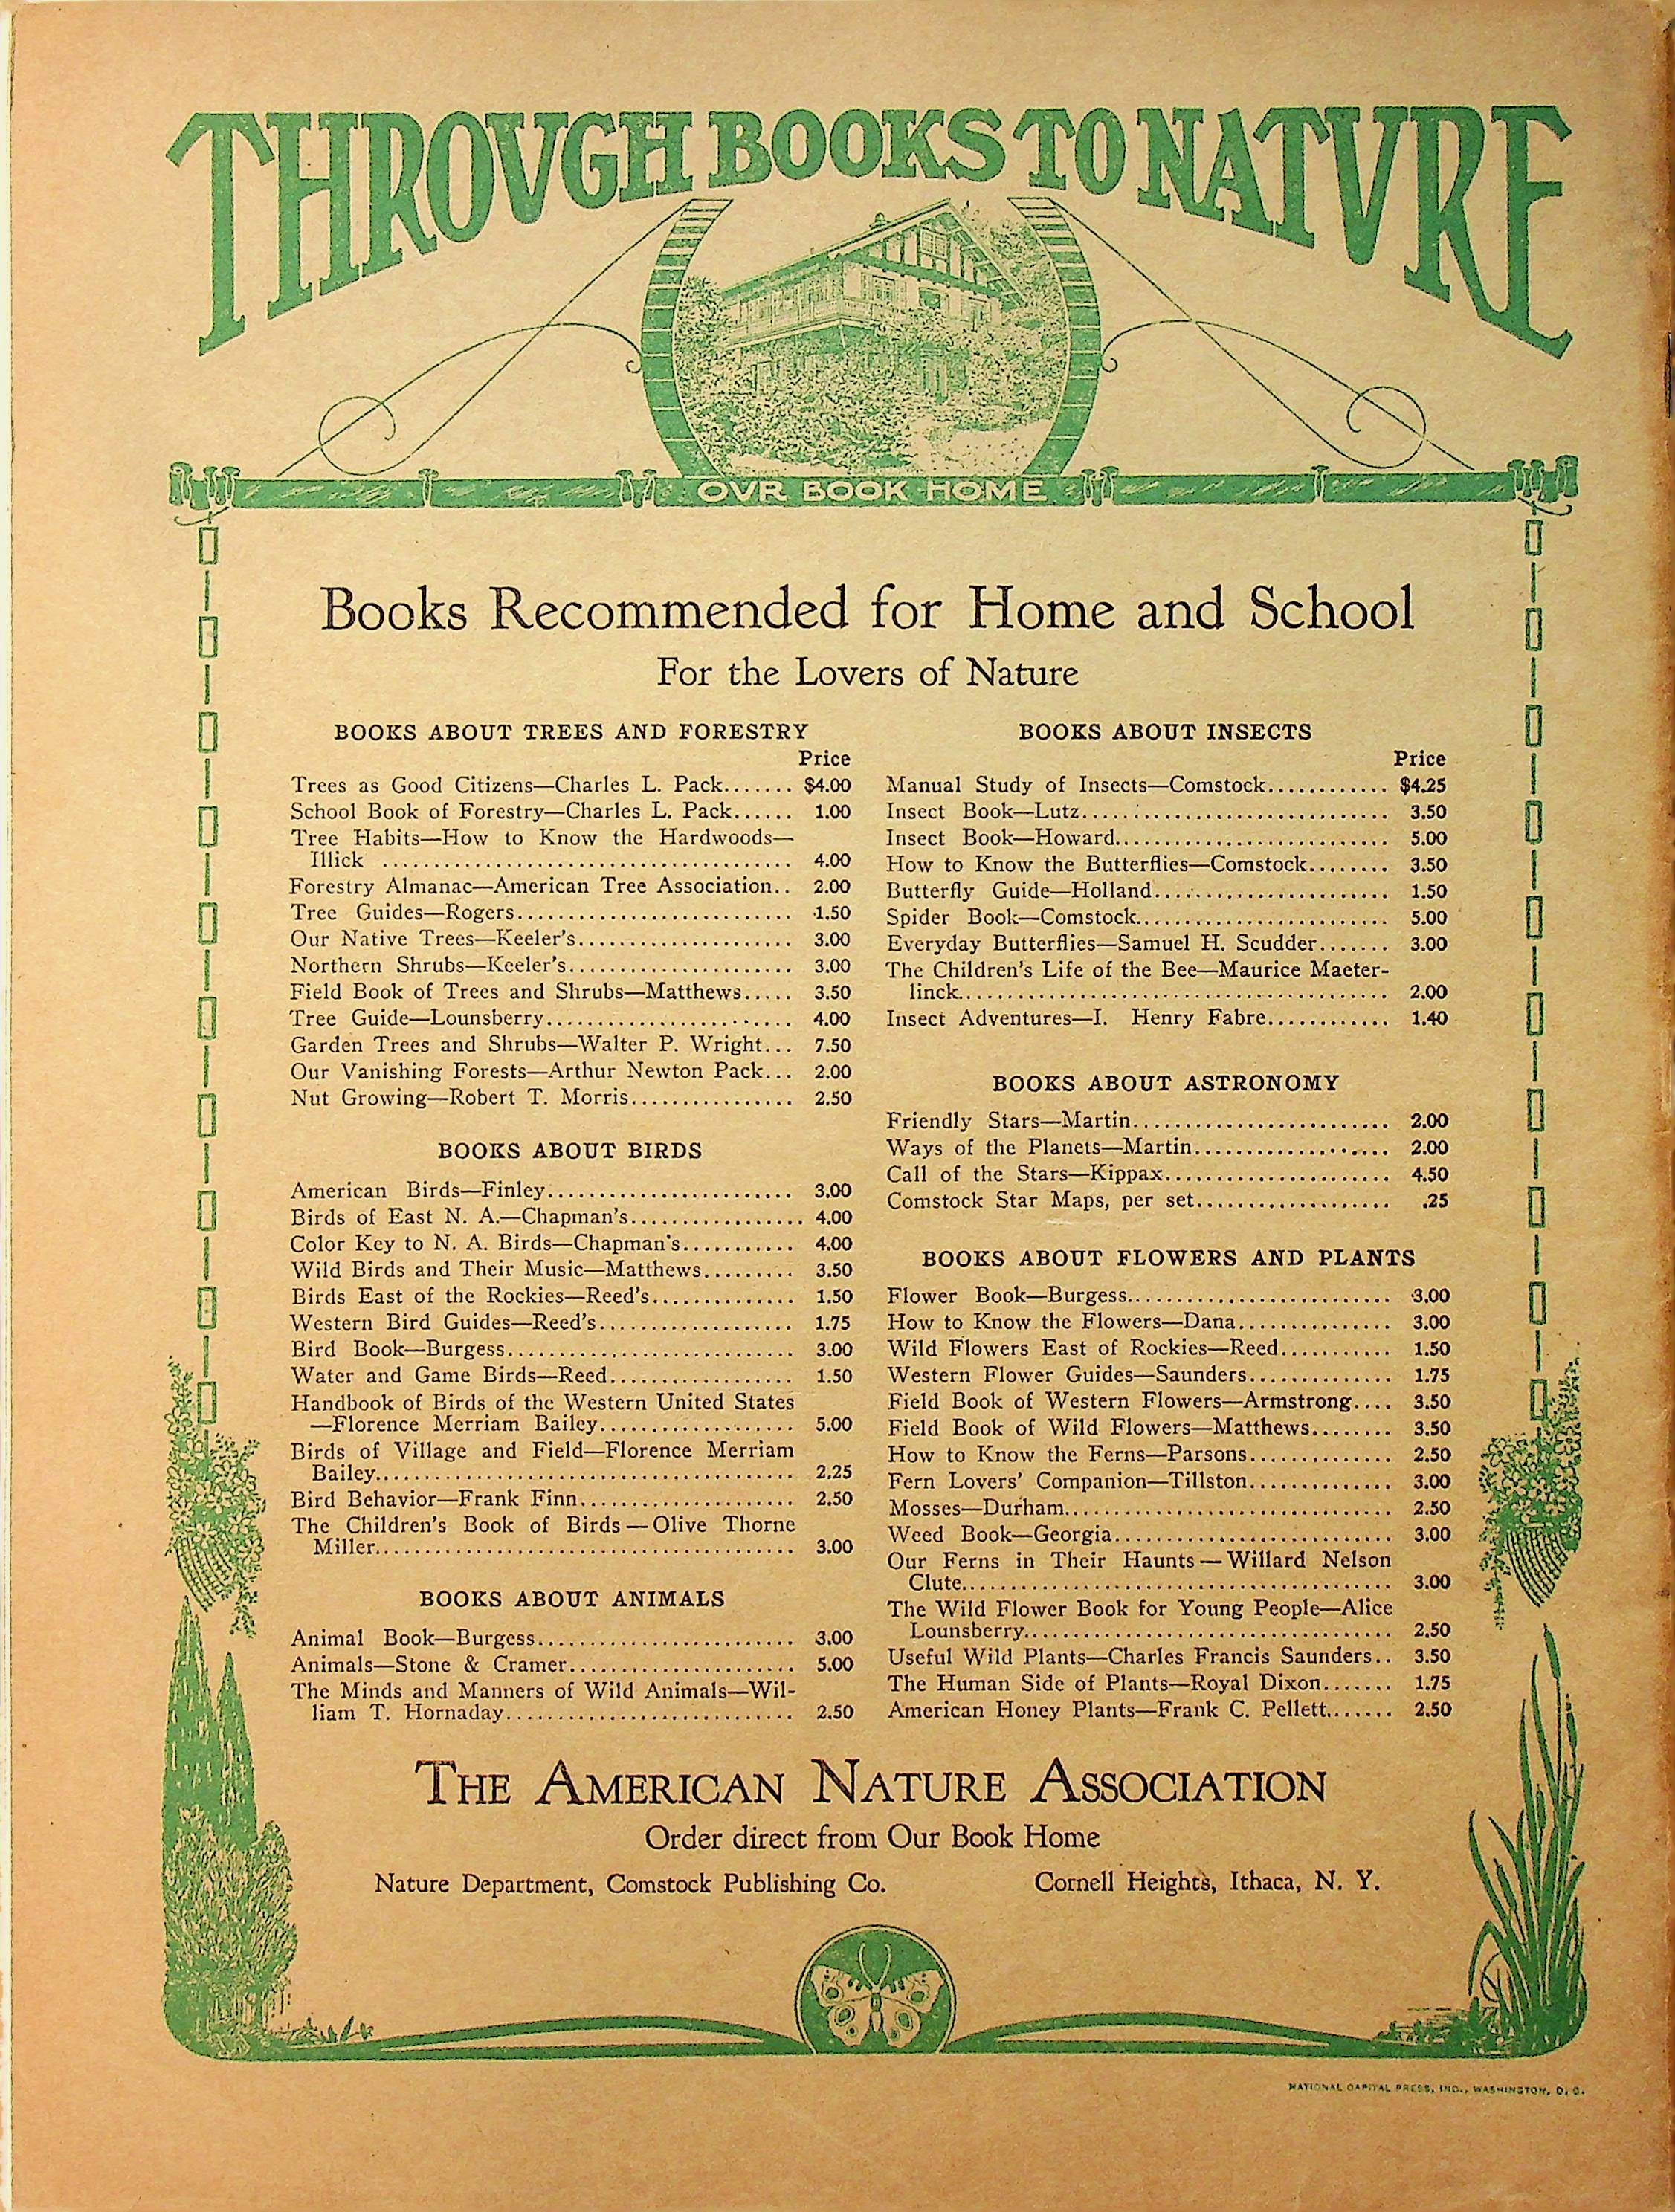 THROVGH BOOKS TO NATVRE
OVR BOOK HOME
Books Recommended for Home and School
For the Lovers of Nature
BOOKS ABOUT TREES AND FORESTRY
Price
Trees as Good Citizens—Charles L. Pack....... $4.00
School Book of Forestry—Charles L. Pack...... 1.00
Tree Habits—How to Know the Hardwoods—
Illick ........................................ 4.00
Forestry Almanac—American Tree Association.. 2.00
Tree Guides—Rogers........................... 1.50
Our Native Trees—Keeler's..................... 3.00
Northern Shrubs—Keeler's...................... 3.00
Field Book of Trees and Shrubs—Matthews..... 3.50
Tree Guide—Lounsberry........................ 4.00
Garden Trees and Shrubs—Walter P. Wright... 7.50
Our Vanishing Forests—Arthur Newton Pack... 2.00
Nut Growing—Robert T. Morris................ 2.50
BOOKS ABOUT BIRDS
American Birds—Finley........................ 3.00
Birds of East N. A.—Chapman's................. 4.00
Color Key to N. A. Birds—Chapman's........... 4.00
Wild Birds and Their Music—Matthews......... 3.50
Birds East of the Rockies—Reed's.............. 1.50
Western Bird Guides—Reed's................... 1.75
Bird Book—Burgess............................ 3.00
Water and Game Birds—Reed.................. 1.50
Handbook of Birds of the Western United States
—Florence Merriam Bailey................... 5.00
Birds of Village and Field—Florence Merriam
Bailey......................................... 2.25
Bird Behavior—Frank Finn..................... 2.50
The Children's Book of Birds—Olive Thorne
Miller......................................... 3.00
BOOKS ABOUT ANIMALS
Animal Book—Burgess......................... 3.00
Animals—Stone & Cramer...................... 5.00
The Minds and Manners of Wild Animals—Wil-
liam T. Hornaday............................ 2.50
BOOKS ABOUT INSECTS
Price
Manual Study of Insects—Comstock............ $4.25
Insect Book—Lutz.............................. 3.50
Insect Book—Howard........................... 5.00
How to Know the Butterflies—Comstock........ 3.50
Butterfly Guide—Holland....................... 1.50
Spider Book—Comstock......................... 5.00
Everyday Butterflies—Samuel H. Scudder....... 3.00
The Children's Life of the Bee—Maurice Maeter-
linck.......................................... 2.00
Insect Adventures—I. Henry Fabre............ 1.40
BOOKS ABOUT ASTRONOMY
Friendly Stars—Martin......................... 2.00
Ways of the Planets—Martin................... 2.00
Call of the Stars—Kippax...................... 4.50
Comstock Star Maps, per set................... .25
BOOKS ABOUT FLOWERS AND PLANTS
Flower Book—Burgess.......................... 3.00
How to Know the Flowers—Dana............... 3.00
Wild Flowers East of Rockies—Reed........... 1.50
Western Flower Guides—Saunders.............. 1.75
Field Book of Western Flowers—Armstrong.... 3.50
Field Book of Wild Flowers—Matthews........ 3.50
How to Know the Ferns—Parsons.............. 2.50
Fern Lovers' Companion—Tillston.............. 3.00
Mosses—Durham................................ 2.50
Weed Book—Georgia........................... 3.00
Our Ferns in Their Haunts—Willard Nelson
Clute.......................................... 3.00
The Wild Flower Book for Young People—Alice
Lounsberry.................................... 2.50
Useful Wild Plants—Charles Francis Saunders.. 3.50
The Human Side of Plants—Royal Dixon....... 1.75
American Honey Plants—Frank C. Pellett....... 2.50
THE AMERICAN NATURE ASSOCIATION
Order direct from Our Book Home
Nature Department, Comstock Publishing Co. Cornell Heights, Ithaca, N. Y.
NATIONAL CAPITAL PRESS, INC., WASHINGTON, D. C.